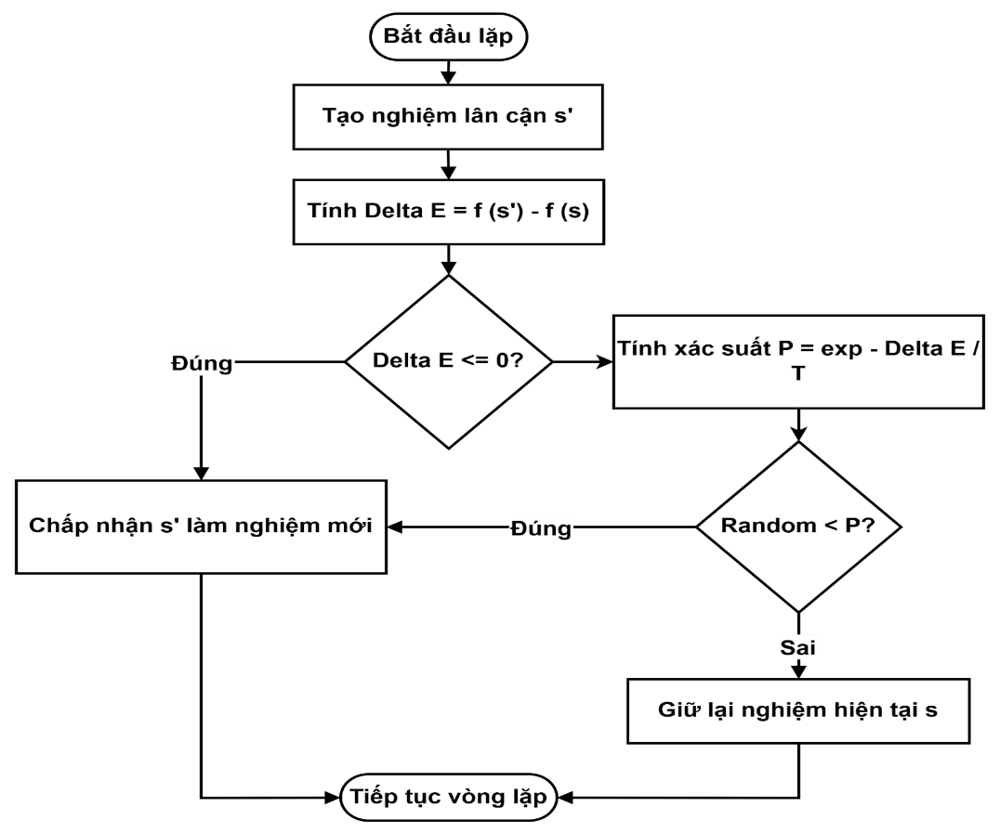 Bắt đầu lặp
Tạo nghiệm lân cận s'
Tính Delta E = f (s') - f (s)
Delta E <= 0?
Đúng
Tính xác suất P = exp - Delta E /
T
Chấp nhận s' làm nghiệm mới
Đúng
Random < P?
Sai
Giữ lại nghiệm hiện tại s
Tiếp tục vòng lặp